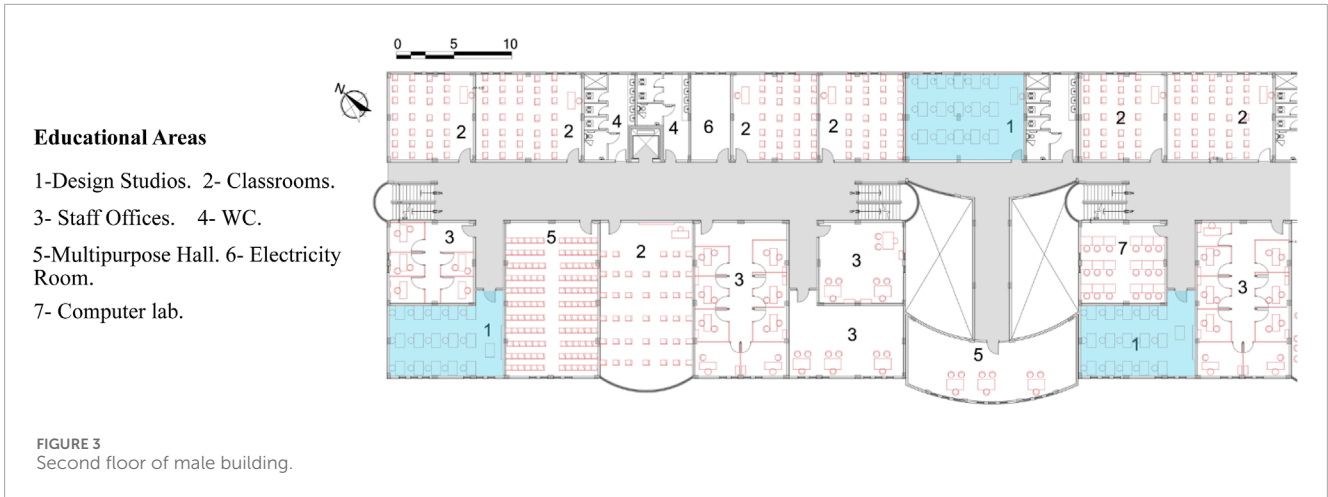 0 5 10
N
Educational Areas
1-Design Studios. 2- Classrooms.
3- Staff Offices. 4- WC.
5-Multipurpose Hall. 6- Electricity
Room.
7- Computer lab.
2 2 4 4 6 2 2 1 2 2
3 5 2 3 3 7 3
1 3 5 1
FIGURE 3
Second floor of male building.